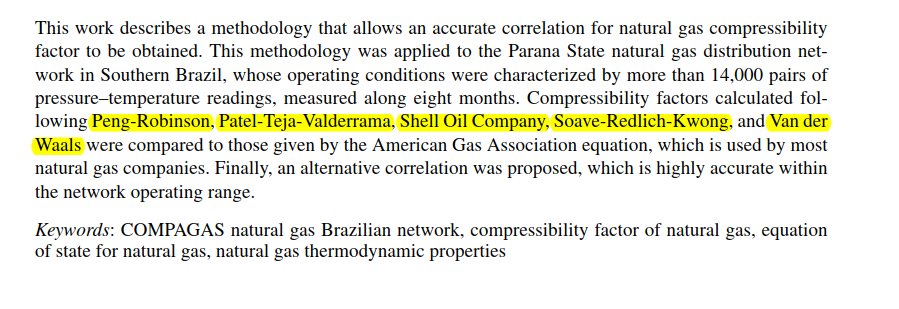 This work describes a methodology that allows an accurate correlation for natural gas compressibility
factor to be obtained. This methodology was applied to the Parana State natural gas distribution net-
work in Southern Brazil, whose operating conditions were characterized by more than 14,000 pairs of
pressure–temperature readings, measured along eight months. Compressibility factors calculated fol-
lowing Peng-Robinson, Patel-Teja-Valderrama, Shell Oil Company, Soave-Redlich-Kwong, and Van der
Waals were compared to those given by the American Gas Association equation, which is used by most
natural gas companies. Finally, an alternative correlation was proposed, which is highly accurate within
the network operating range.
Keywords: COMPAGAS natural gas Brazilian network, compressibility factor of natural gas, equation
of state for natural gas, natural gas thermodynamic properties